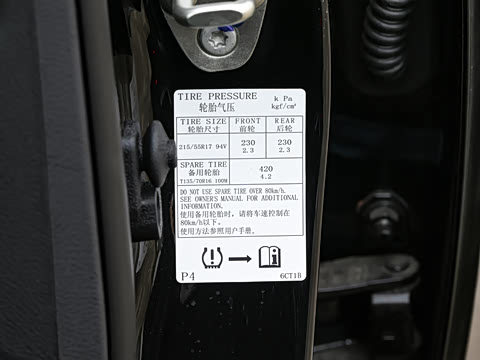 TIRE PRESSURE k Pa
轮胎气压 kgf/cm²
TIRE SIZE FRONT REAR
轮胎尺寸 前轮 后轮
215/55R17 94V 230 230
2.3 2.3
SPARE TIRE 420
备用轮胎 4.2
T135/70R16 100M
DO NOT USE SPARE TIRE OVER 80km/h.
SEE OWNER'S MANUAL FOR ADDITIONAL
INFORMATION.
使用备用轮胎时，请将车速控制在
80km/h以下。
使用方法参照用户手册。
P4 6CT1B